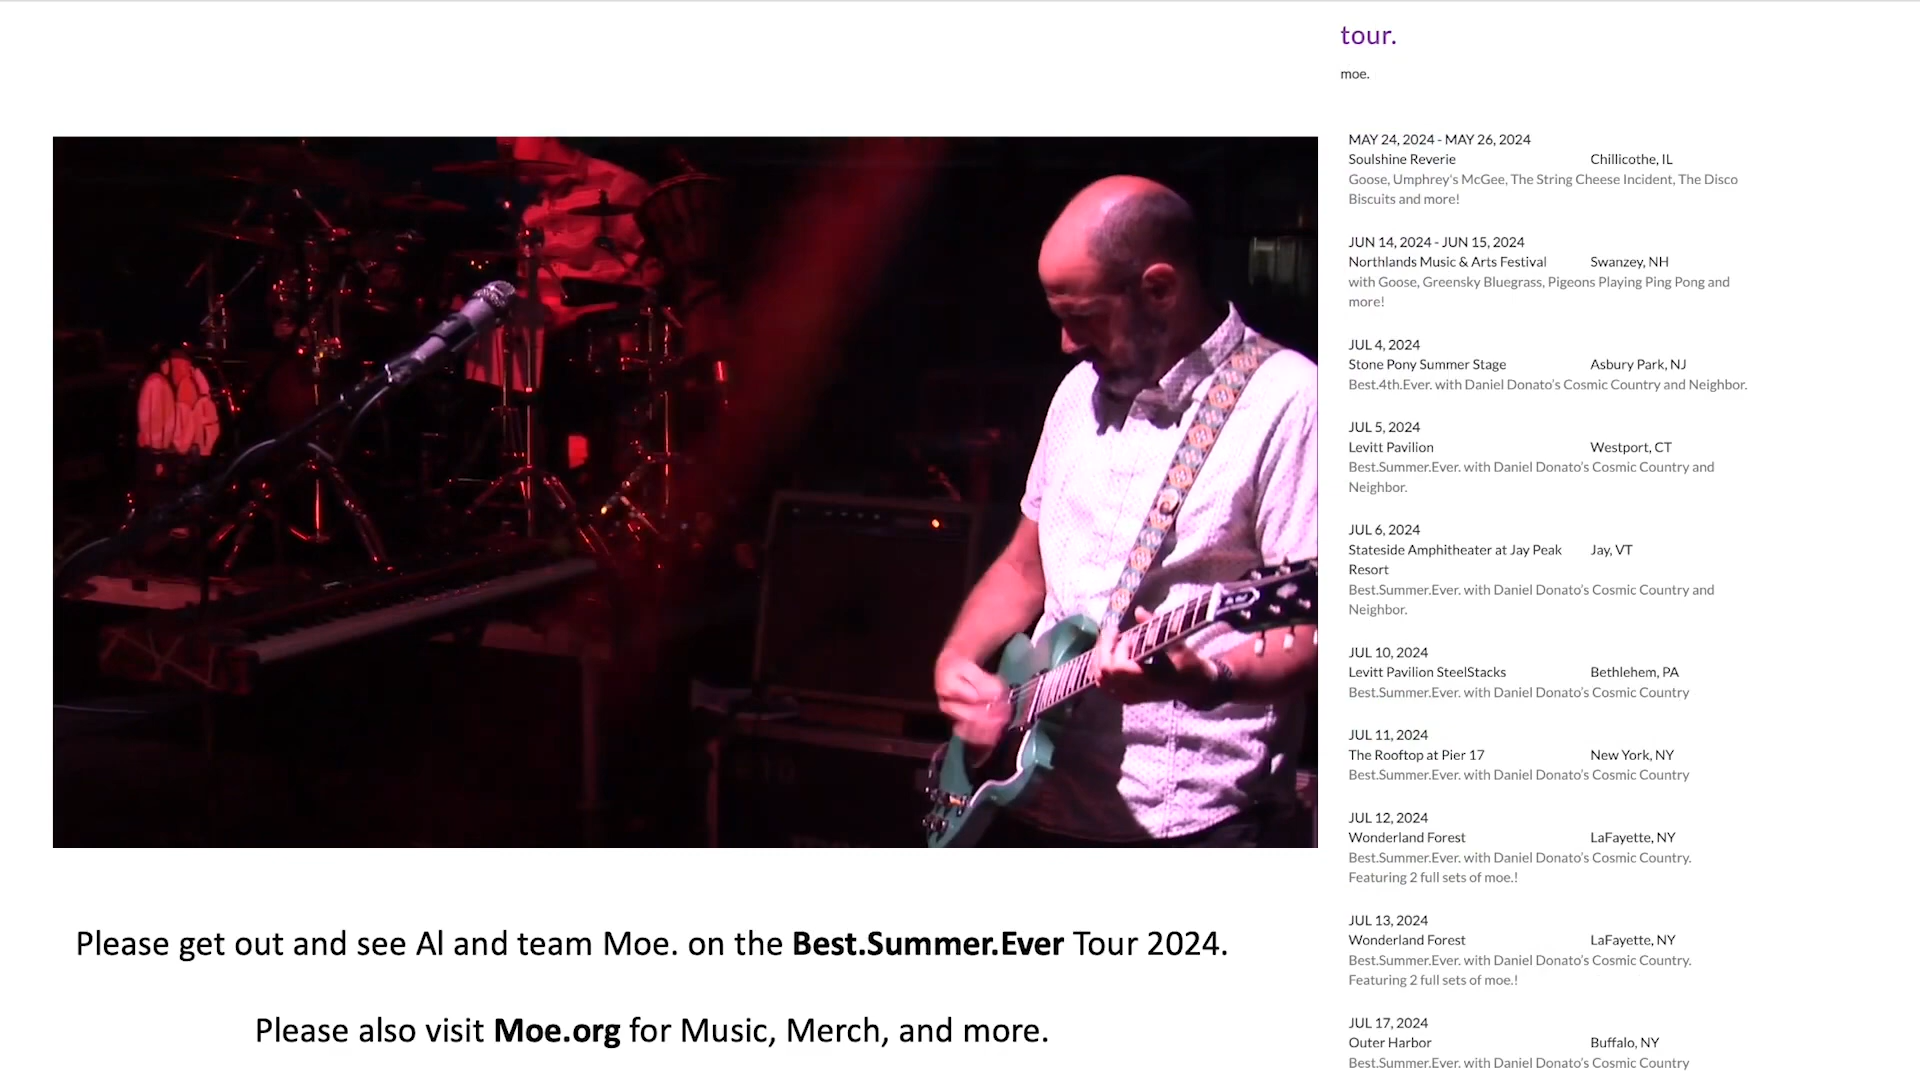 tour.
moe.
MAY 24, 2024 - MAY 26, 2024
Soulshine Reverie Chillicothe, IL
Goose, Umphrey's McGee, The String Cheese Incident, The Disco
Biscuits and more!
JUN 14, 2024 - JUN 15, 2024
Northlands Music & Arts Festival Swanzey, NH
with Goose, Greensky Bluegrass, Pigeons Playing Ping Pong and
more!
JUL 4, 2024
Stone Pony Summer Stage Asbury Park, NJ
Best.4th.Ever. with Daniel Donato's Cosmic Country and Neighbor.
JUL 5, 2024
Levitt Pavilion Westport, CT
Best.Summer.Ever. with Daniel Donato's Cosmic Country and
Neighbor.
JUL 6, 2024
Stateside Amphitheater at Jay Peak Jay, VT
Resort
Best.Summer.Ever. with Daniel Donato's Cosmic Country and
Neighbor.
JUL 10, 2024
Levitt Pavilion SteelStacks Bethlehem, PA
Best.Summer.Ever. with Daniel Donato's Cosmic Country
JUL 11, 2024
The Rooftop at Pier 17 New York, NY
Best.Summer.Ever. with Daniel Donato's Cosmic Country
JUL 12, 2024
Wonderland Forest LaFayette, NY
Best.Summer.Ever. with Daniel Donato's Cosmic Country.
Featuring 2 full sets of moe.!
JUL 13, 2024
Wonderland Forest LaFayette, NY
Best.Summer.Ever. with Daniel Donato's Cosmic Country.
Featuring 2 full sets of moe.!
JUL 17, 2024
Outer Harbor Buffalo, NY
Best.Summer.Ever. with Daniel Donato's Cosmic Country
Please get out and see Al and team Moe. on the Best.Summer.Ever Tour 2024.
Please also visit Moe.org for Music, Merch, and more.